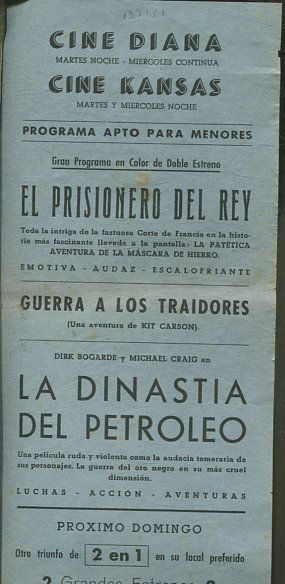 CINE DIANA
MARTES NOCHE - MIERCOLES CONTINUA
CINE KANSAS
MARTES Y MIERCOLES NOCHE
PROGRAMA APTO PARA MENORES
Gran Programa en Color de Doble Estreno
EL PRISIONERO DEL REY
Toda la intriga de la fastuosa Corte de Francia en la histo-
ria más fascinante llevada a la pantalla: LA PATÉTICA
AVENTURA DE LA MÁSCARA DE HIERRO.
EMOTIVA - AUDAZ - ESCALOFRIANTE
GUERRA A LOS TRAIDORES
(Una aventura de KIT CARSON).
DIRK BOGARDE y MICHAEL CRAIG en
LA DINASTIA
DEL PETROLEO
Una película ruda y violenta como la audacia temeraria de
sus personajes. La guerra del oro negro en su más cruel
dimensión.
LUCHAS - ACCIÓN - AVENTURAS
PROXIMO DOMINGO
Otro triunfo de 2 en 1 en su local preferido
2 Grandes Estrenos 2